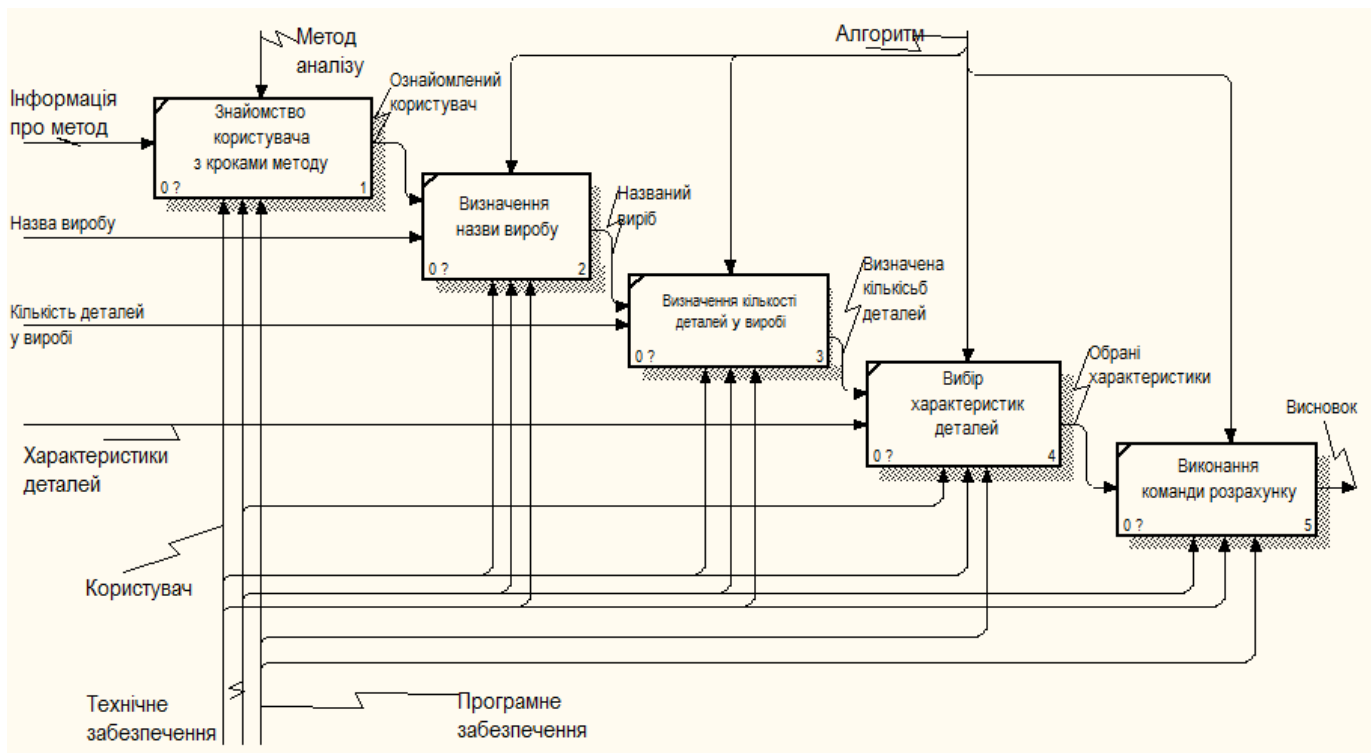 Метод
аналізу
Алгоритм
Інформація
про метод
Ознайомлений
користувач
Знайомство
користувача
з кроками методу
0 ?
1
Назва виробу
Визначення
назви виробу
0 ?
2
Названий
виріб
Кількість деталей
у виробі
Визначення кількості
деталей у виробі
0 ?
3
Визначена
кількісьб
деталей
Характеристики
деталей
Вибір
характеристик
деталей
0 ?
4
Обрані
характеристики
Висновок
Виконання
команди розрахунку
0 ?
5
Користувач
Технічне
забезпечення
Програмне
забезпечення